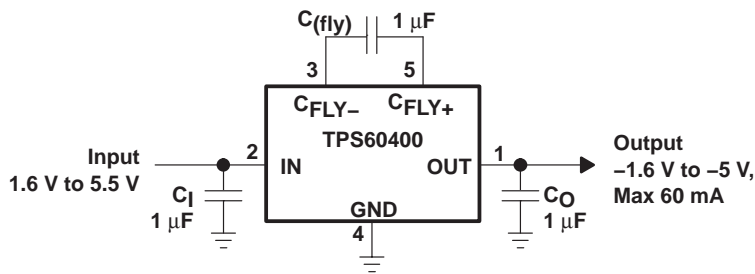 C(fly) 1 μF
3 5
CFLY− CFLY+
TPS60400
Input
1.6 V to 5.5 V
2 IN
OUT 1
Output
−1.6 V to −5 V,
Max 60 mA
CI
1 μF
GND
4
CO
1 μF